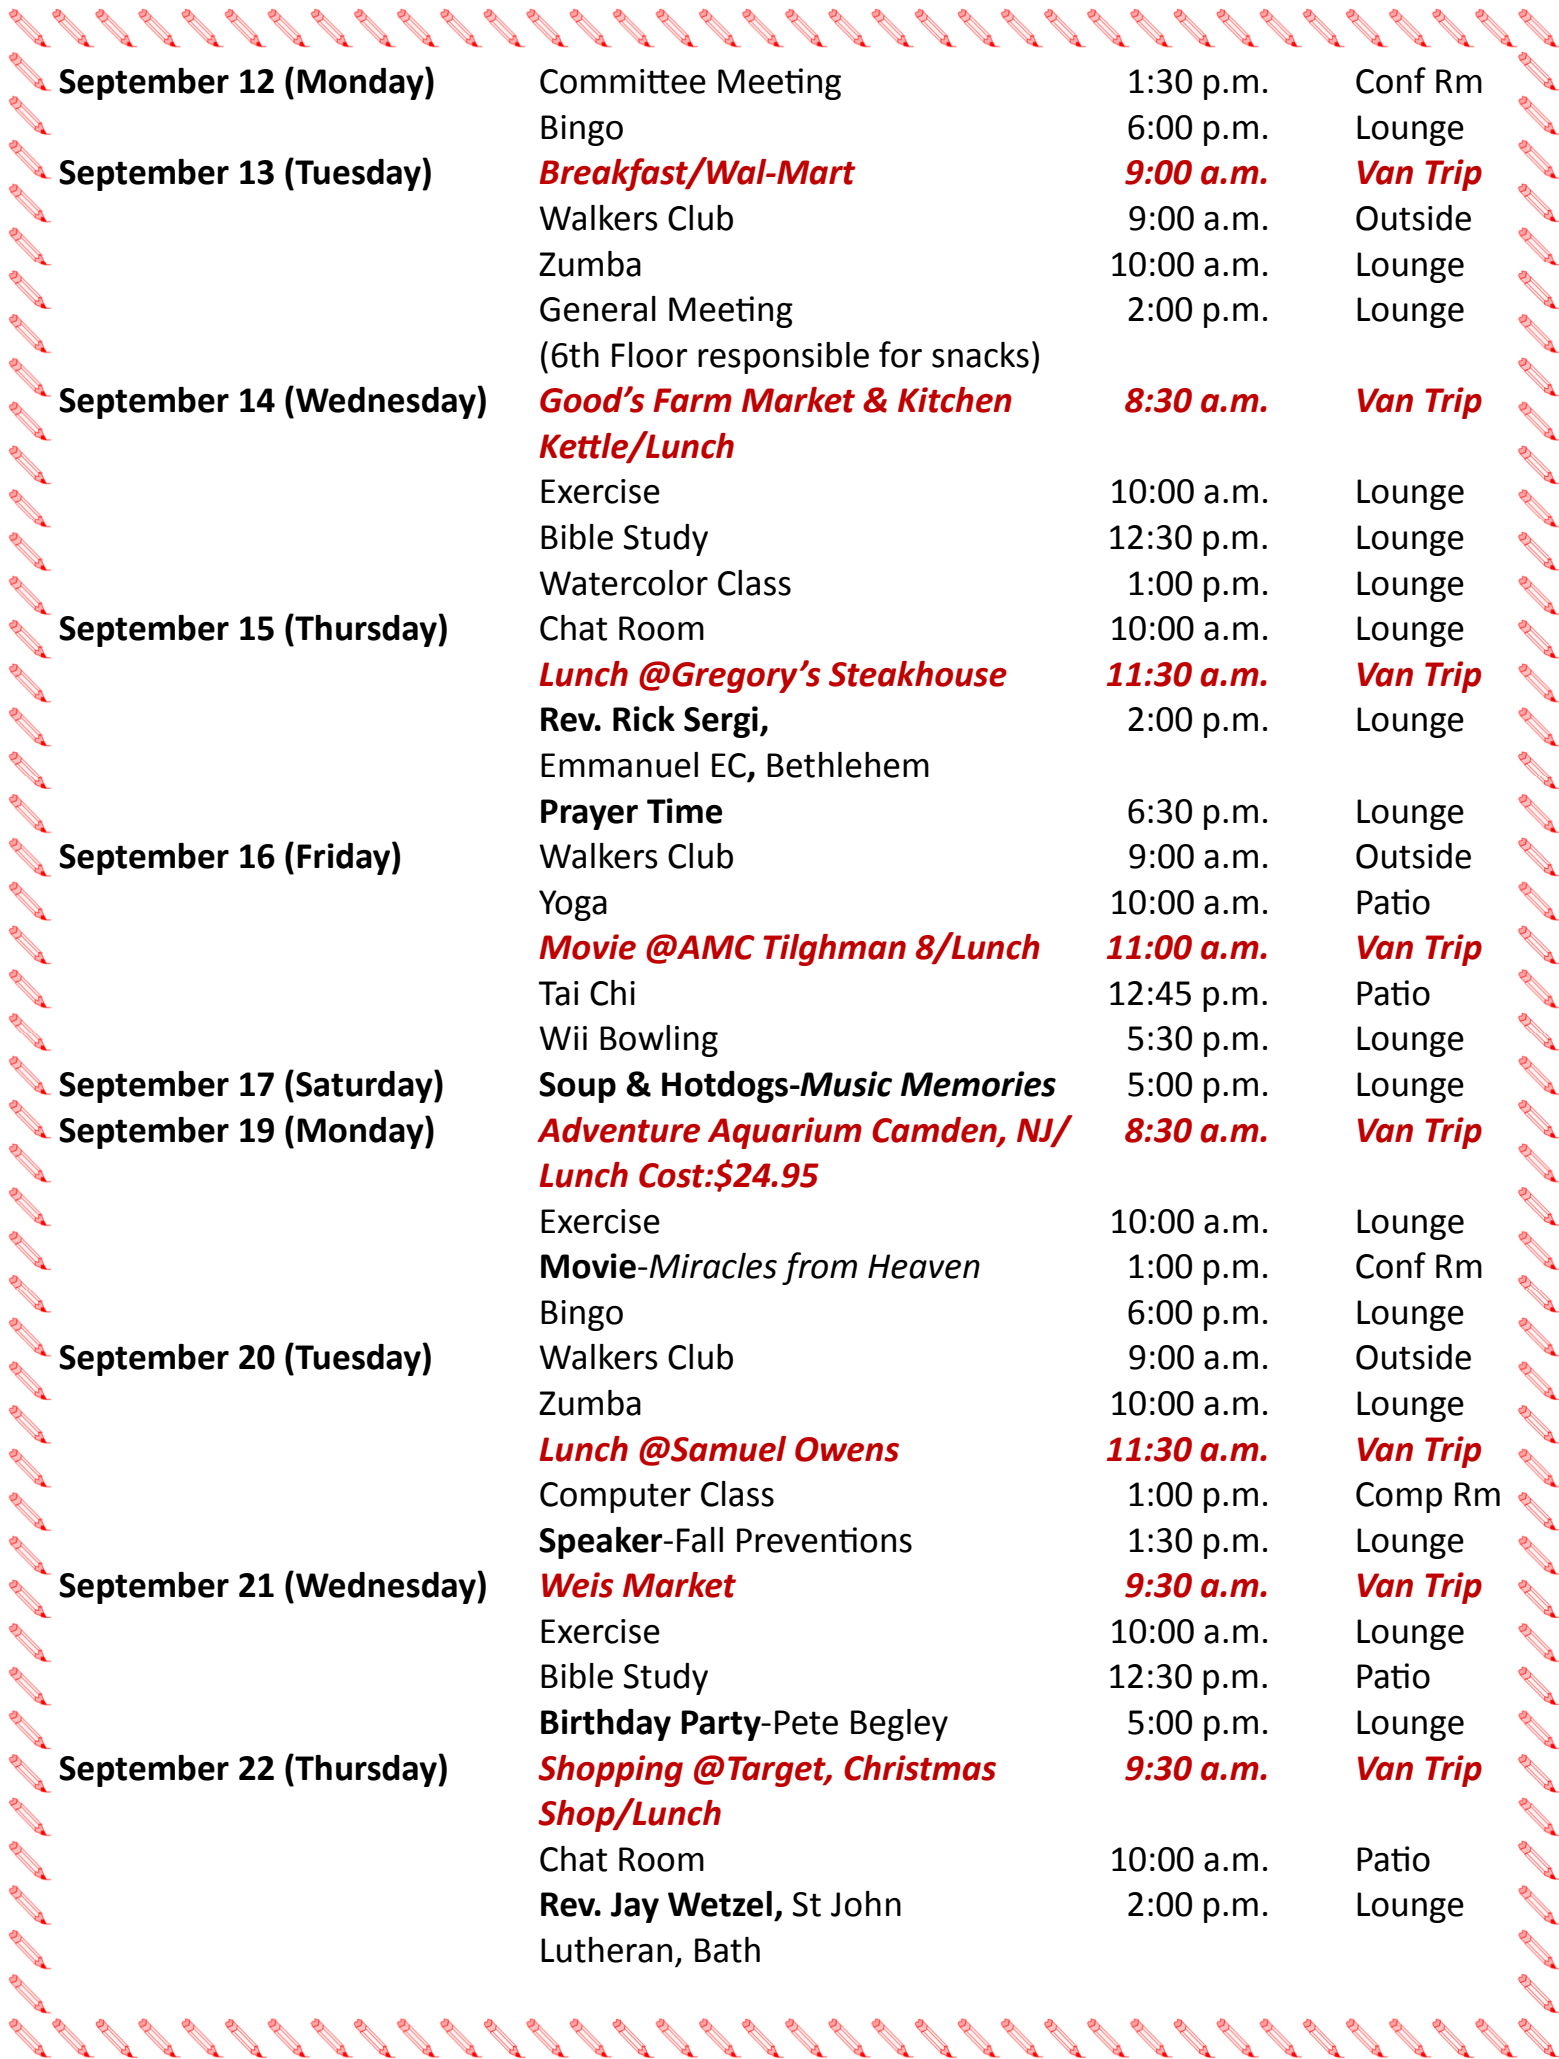 September 12 (Monday) Committee Meeting 1:30 p.m. Conf Rm
Bingo 6:00 p.m. Lounge
September 13 (Tuesday) Breakfast/Wal-Mart 9:00 a.m. Van Trip
Walkers Club 9:00 a.m. Outside
Zumba 10:00 a.m. Lounge
General Meeting 2:00 p.m. Lounge
(6th Floor responsible for snacks)
September 14 (Wednesday) Good’s Farm Market & Kitchen 8:30 a.m. Van Trip
Kettle/Lunch
Exercise 10:00 a.m. Lounge
Bible Study 12:30 p.m. Lounge
Watercolor Class 1:00 p.m. Lounge
September 15 (Thursday) Chat Room 10:00 a.m. Lounge
Lunch @Gregory’s Steakhouse 11:30 a.m. Van Trip
Rev. Rick Sergi, 2:00 p.m. Lounge
Emmanuel EC, Bethlehem
Prayer Time 6:30 p.m. Lounge
September 16 (Friday) Walkers Club 9:00 a.m. Outside
Yoga 10:00 a.m. Patio
Movie @AMC Tilghman 8/Lunch 11:00 a.m. Van Trip
Tai Chi 12:45 p.m. Patio
Wii Bowling 5:30 p.m. Lounge
September 17 (Saturday) Soup & Hotdogs-Music Memories 5:00 p.m. Lounge
September 19 (Monday) Adventure Aquarium Camden, NJ/ 8:30 a.m. Van Trip
Lunch Cost:$24.95
Exercise 10:00 a.m. Lounge
Movie-Miracles from Heaven 1:00 p.m. Conf Rm
Bingo 6:00 p.m. Lounge
September 20 (Tuesday) Walkers Club 9:00 a.m. Outside
Zumba 10:00 a.m. Lounge
Lunch @Samuel Owens 11:30 a.m. Van Trip
Computer Class 1:00 p.m. Comp Rm
Speaker-Fall Preventions 1:30 p.m. Lounge
September 21 (Wednesday) Weis Market 9:30 a.m. Van Trip
Exercise 10:00 a.m. Lounge
Bible Study 12:30 p.m. Patio
Birthday Party-Pete Begley 5:00 p.m. Lounge
September 22 (Thursday) Shopping @Target, Christmas 9:30 a.m. Van Trip
Shop/Lunch
Chat Room 10:00 a.m. Patio
Rev. Jay Wetzel, St John 2:00 p.m. Lounge
Lutheran, Bath